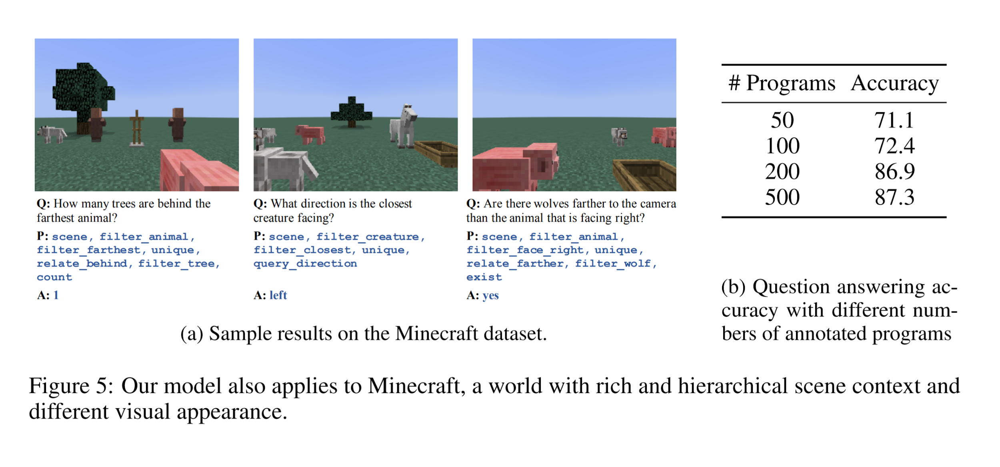 Q: How many trees are behind the
farthest animal?
P: scene, filter_animal,
filter_farthest, unique,
relate_behind, filter_tree,
count
A: 1
Q: What direction is the closest
creature facing?
P: scene, filter_creature,
filter_closest, unique,
query_direction
A: left
Q: Are there wolves farther to the camera
than the animal that is facing right?
P: scene, filter_animal,
filter_face_right, unique,
relate_farther, filter_wolf,
exist
A: yes
(a) Sample results on the Minecraft dataset.
# Programs Accuracy
50 71.1
100 72.4
200 86.9
500 87.3
(b) Question answering ac-
curacy with different num-
bers of annotated programs
Figure 5: Our model also applies to Minecraft, a world with rich and hierarchical scene context and
different visual appearance.